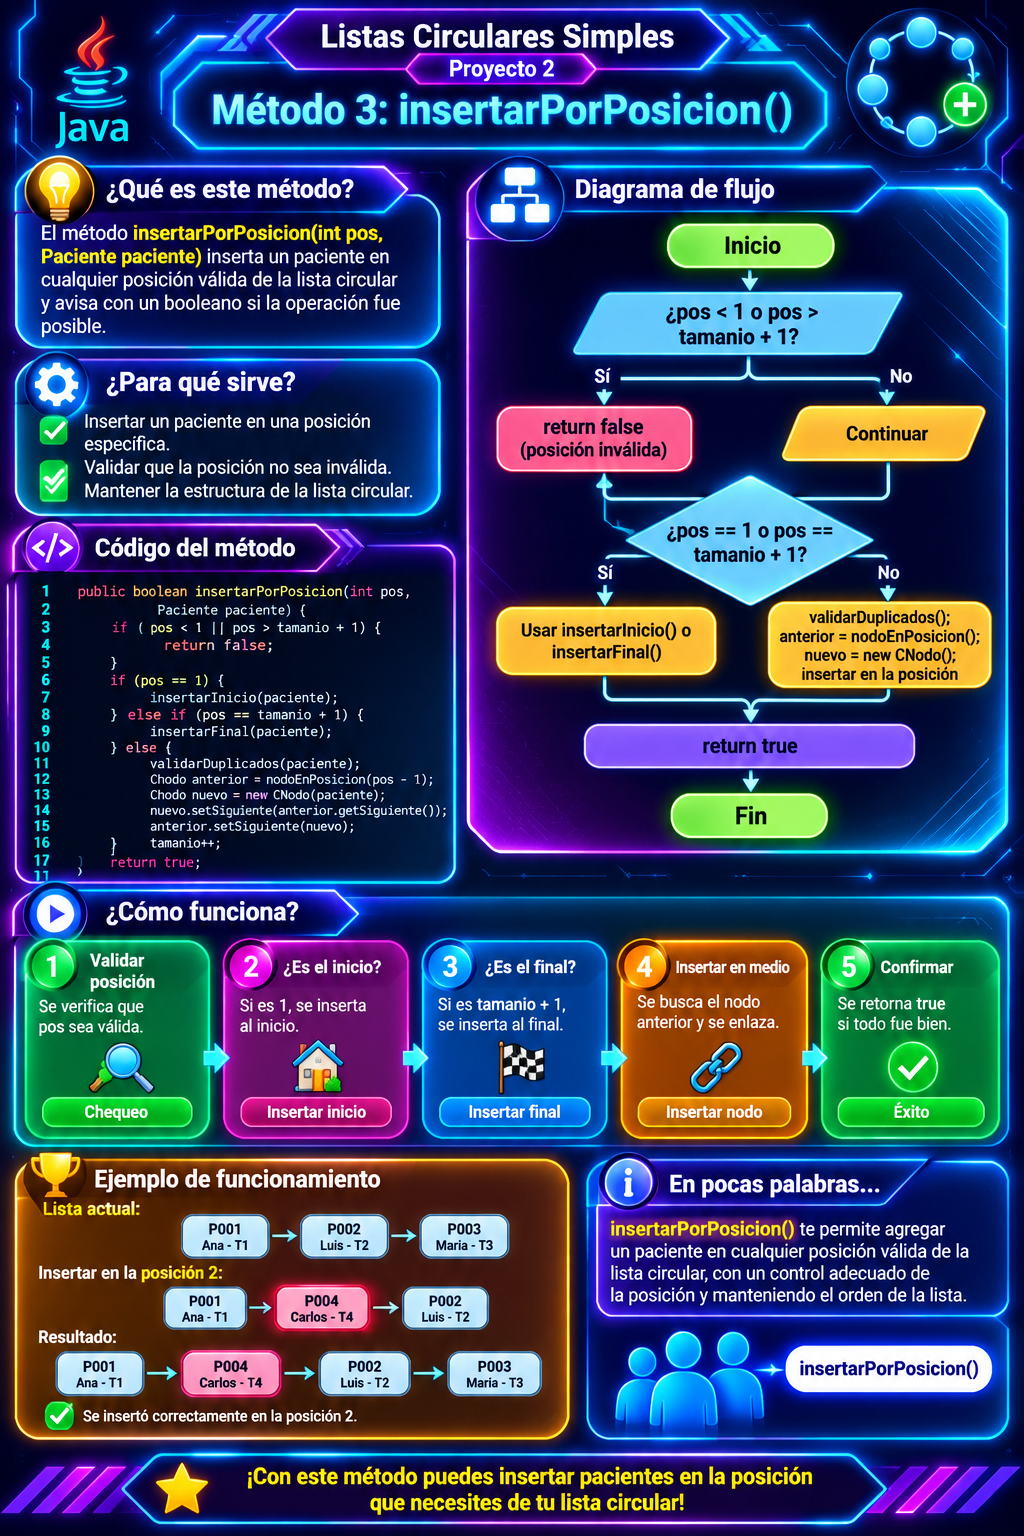 Java
Listas Circulares Simples
Proyecto 2
Método 3: insertarPorPosicion()
¿Qué es este método?
El método insertarPorPosicion(int pos,
Paciente paciente) inserta un paciente en
cualquier posición válida de la lista circular
y avisa con un booleano si la operación fue
posible.
¿Para qué sirve?
Insertar un paciente en una posición
específica.
Validar que la posición no sea inválida.
Mantener la estructura de la lista circular.
Código del método
1 public boolean insertarPorPosicion(int pos,
2 Paciente paciente) {
3 if ( pos < 1 || pos > tamanio + 1) {
4 return false;
5 }
6 if (pos == 1) {
7 insertarInicio(paciente);
8 } else if (pos == tamanio + 1) {
9 insertarFinal(paciente);
10 } else {
11 validarDuplicados(paciente);
12 Chodo anterior = nodoEnPosicion(pos - 1);
13 Chodo nuevo = new CNodo(paciente);
14 nuevo.setSiguiente(anterior.getSiguiente());
15 anterior.setSiguiente(nuevo);
16 } tamanio++;
17 } return true;
11 }
Diagrama de flujo
Inicio
¿pos < 1 o pos >
tamanio + 1?
Sí
No
return false
(posición inválida)
Continuar
¿pos == 1 o pos ==
tamanio + 1?
Sí
No
Usar insertarInicio() o
insertarFinal()
validarDuplicados();
anterior = nodoEnPosicion();
nuevo = new CNodo();
insertar en la posición
return true
Fin
¿Cómo funciona?
1 Validar
posición
Se verifica que
pos sea válida.
Chequeo
2 ¿Es el inicio?
Si es 1, se inserta
al inicio.
Insertar inicio
3 ¿Es el final?
Si es tamanio + 1,
se inserta al final.
Insertar final
4 Insertar en medio
Se busca el nodo
anterior y se enlaza.
Insertar nodo
5 Confirmar
Se retorna true
si todo fue bien.
Éxito
Ejemplo de funcionamiento
Lista actual:
P001 P002 P003
Ana - T1 Luis - T2 Maria - T3
Insertar en la posición 2:
P001 P004 P002
Ana - T1 Carlos - T4 Luis - T2
Resultado:
P001 P004 P002 P003
Ana - T1 Carlos - T4 Luis - T2 Maria - T3
Se insertó correctamente en la posición 2.
En pocas palabras...
insertarPorPosicion() te permite agregar
un paciente en cualquier posición válida de la
lista circular, con un control adecuado de
la posición y manteniendo el orden de la lista.
insertarPorPosicion()
¡Con este método puedes insertar pacientes en la posición
que necesites de tu lista circular!